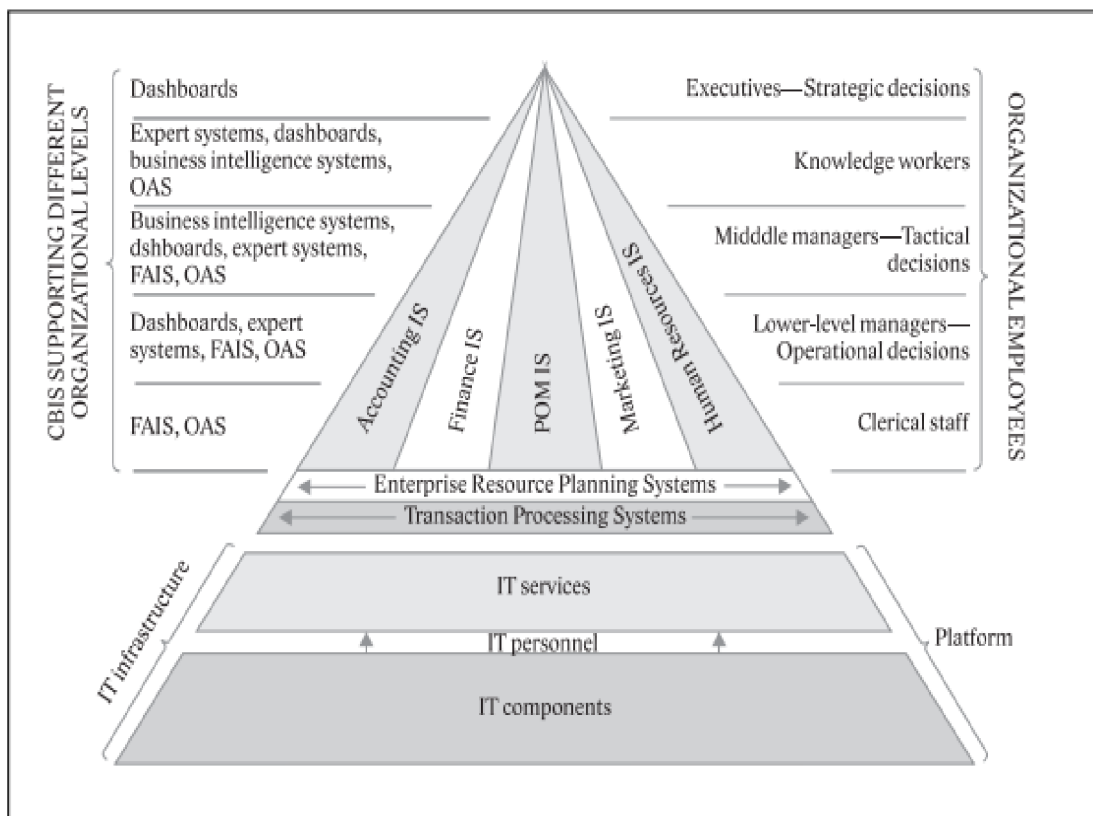 CBIS SUPPORTING DIFFERENT
ORGANIZATIONAL LEVELS
Dashboards
Expert systems, dashboards,
business intelligence systems,
OAS
Business intelligence systems,
dshboards, expert systems,
FAIS, OAS
Dashboards, expert
systems, FAIS, OAS
FAIS, OAS
Accounting IS
Finance IS
POM IS
Marketing IS
Human Resources IS
Executives—Strategic decisions
Knowledge workers
Midddle managers—Tactical
decisions
Lower-level managers—
Operational decisions
Clerical staff
ORGANIZATIONAL EMPLOYEES
Enterprise Resource Planning Systems
Transaction Processing Systems
IT infrastructure
IT services
IT personnel
IT components
Platform